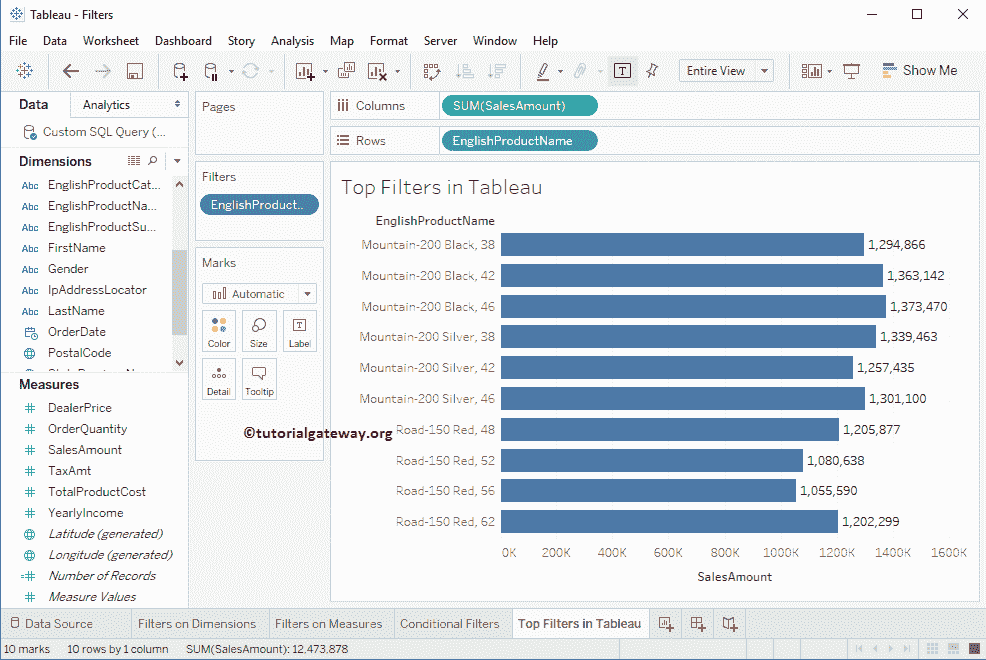 Tableau - Filters
File Data Worksheet Dashboard Story Analysis Map Format Server Window Help
Entire View
Show Me
Data Analytics
Custom SQL Query (...
Dimensions
Abc EnglishProductCat...
Abc EnglishProductNa...
Abc EnglishProductSu...
Abc FirstName
Abc Gender
Abc IpAddressLocator
Abc LastName
OrderDate
PostalCode
Measures
DealerPrice
OrderQuantity
SalesAmount
TaxAmt
TotalProductCost
YearlyIncome
Latitude (generated)
Longitude (generated)
Number of Records
Measure Values
Pages
Filters
EnglishProduct..
Marks
Automatic
Color Size Label
Detail Tooltip
©tutorialgateway.org
Columns SUM(SalesAmount)
Rows EnglishProductName
Top Filters in Tableau
EnglishProductName
Mountain-200 Black, 38 1,294,866
Mountain-200 Black, 42 1,363,142
Mountain-200 Black, 46 1,373,470
Mountain-200 Silver, 38 1,339,463
Mountain-200 Silver, 42 1,257,435
Mountain-200 Silver, 46 1,301,100
Road-150 Red, 48 1,205,877
Road-150 Red, 52 1,080,638
Road-150 Red, 56 1,055,590
Road-150 Red, 62 1,202,299
0K 200K 400K 600K 800K 1000K 1200K 1400K 1600K
SalesAmount
Data Source Filters on Dimensions Filters on Measures Conditional Filters Top Filters in Tableau
10 marks 10 rows by 1 column SUM(SalesAmount): 12,473,878